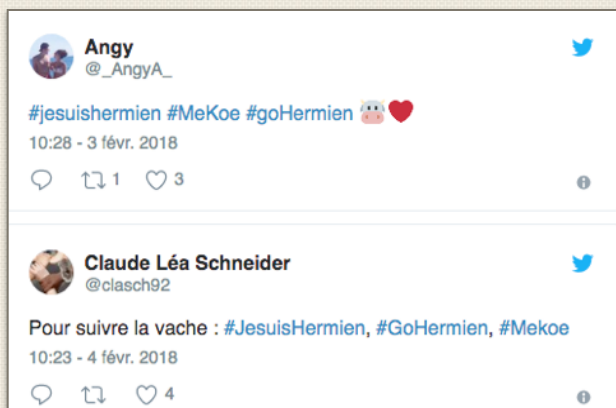 Angy
@_AngyA_
#jesuishermien #MeKoe #goHermien 🐮❤️
10:28 - 3 févr. 2018
1 3
Claude Léa Schneider
@clasch92
Pour suivre la vache : #JesuisHermien, #GoHermien, #Mekoe
10:23 - 4 févr. 2018
4